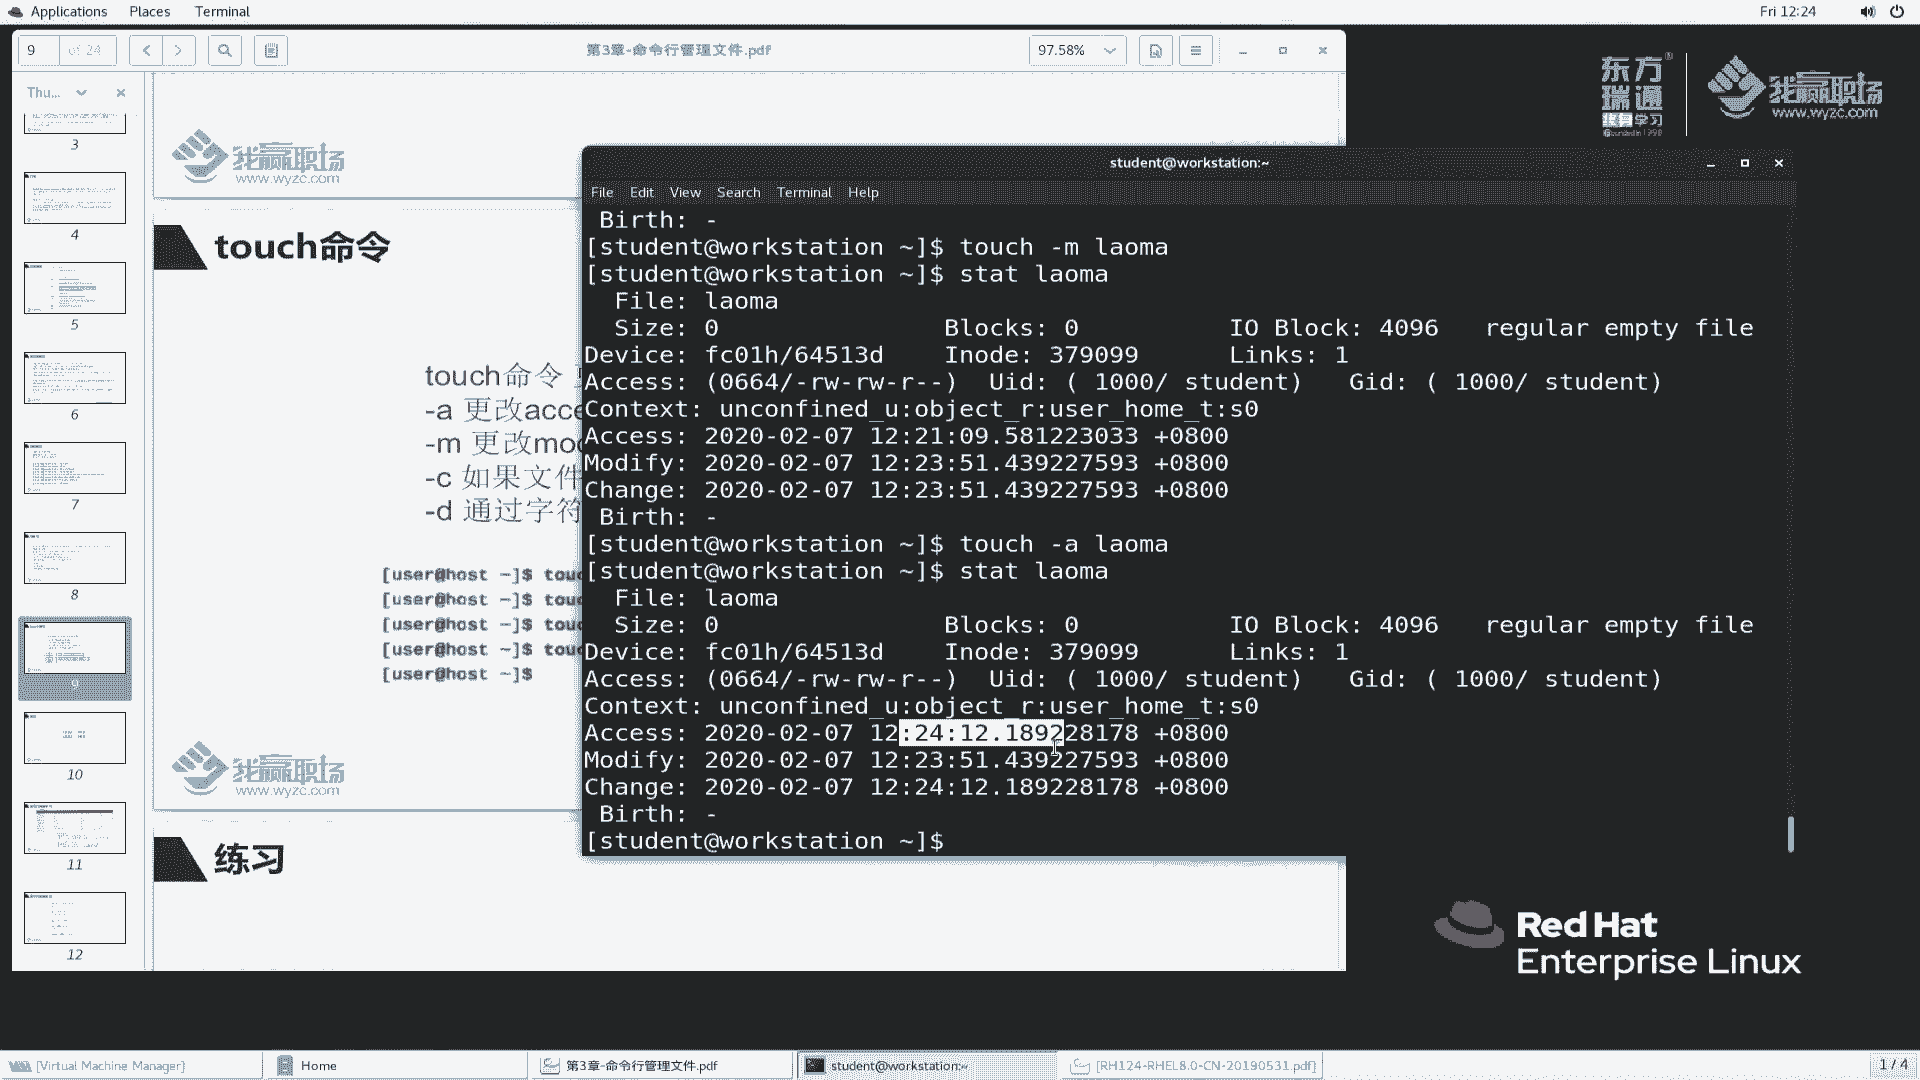 Applications Places Terminal Fri 12:24
9 of 24 第3章-命令行管理文件.pdf 97.58%
Thu...
3
4
5
6
7
8
9
10
11
12
我赢职场
www.wyzc.com
touch命令
touch命令
-a 更改acce
-m 更改mod
-c 如果文件
-d 通过字符
[user@host ~]$ touc
[user@host ~]$ touc
[user@host ~]$ touc
[user@host ~]$ touc
[user@host ~]$
我赢职场
www.wyzc.com
练习
student@workstation:~
File Edit View Search Terminal Help
Birth: -
[student@workstation ~]$ touch -m laoma
[student@workstation ~]$ stat laoma
File: laoma
Size: 0 Blocks: 0 IO Block: 4096 regular empty file
Device: fc01h/64513d Inode: 379099 Links: 1
Access: (0664/-rw-rw-r--) Uid: ( 1000/ student) Gid: ( 1000/ student)
Context: unconfined_u:object_r:user_home_t:s0
Access: 2020-02-07 12:21:09.581223033 +0800
Modify: 2020-02-07 12:23:51.439227593 +0800
Change: 2020-02-07 12:23:51.439227593 +0800
Birth: -
[student@workstation ~]$ touch -a laoma
[student@workstation ~]$ stat laoma
File: laoma
Size: 0 Blocks: 0 IO Block: 4096 regular empty file
Device: fc01h/64513d Inode: 379099 Links: 1
Access: (0664/-rw-rw-r--) Uid: ( 1000/ student) Gid: ( 1000/ student)
Context: unconfined_u:object_r:user_home_t:s0
Access: 2020-02-07 12:24:12.189228178 +0800
Modify: 2020-02-07 12:23:51.439227593 +0800
Change: 2020-02-07 12:24:12.189228178 +0800
Birth: -
[student@workstation ~]$
东方
瑞通
终身学习
Founded in 1998
我赢职场
www.wyzc.com
Red Hat
Enterprise Linux
[Virtual Machine Manager] Home 第3章-命令行管理文件.pdf student@workstation:~ [RH124-RHEL8.0-CN-20190531.pdf] 1 / 4